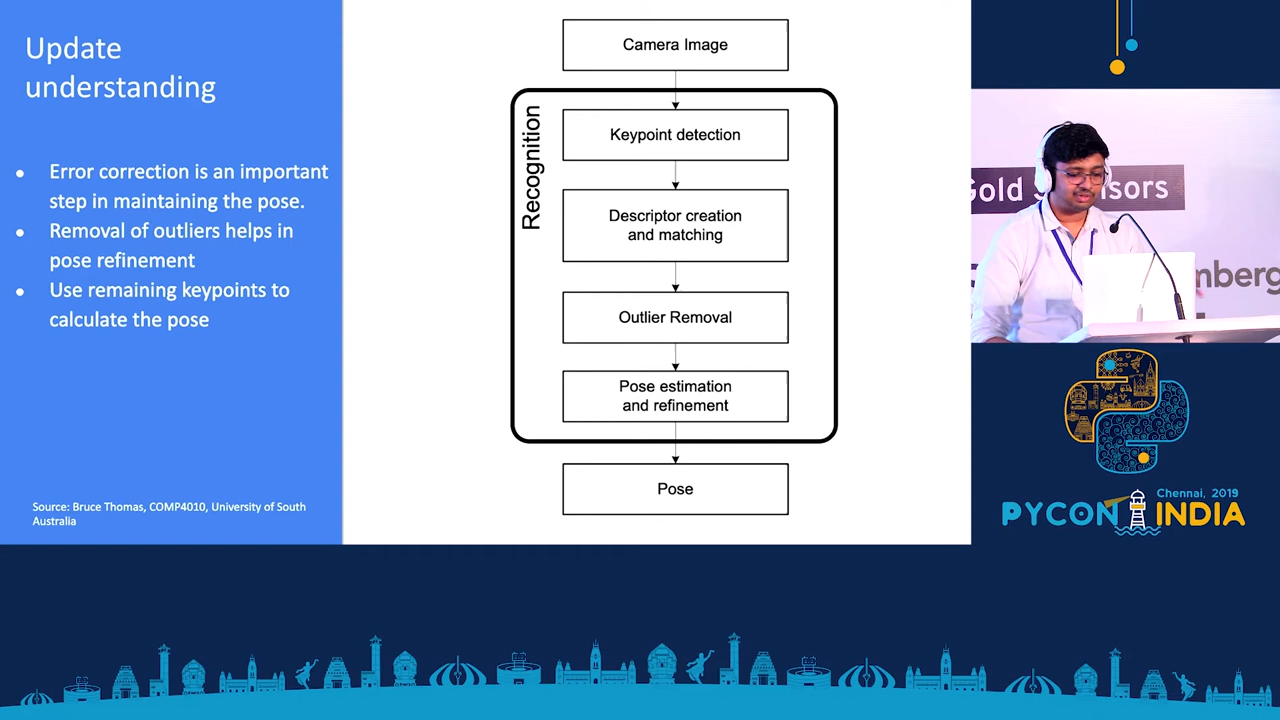 Update
understanding
Error correction is an important
step in maintaining the pose.
Removal of outliers helps in
pose refinement
Use remaining keypoints to
calculate the pose
Source: Bruce Thomas, COMP4010, University of South
Australia
Camera Image
Recognition
Keypoint detection
Descriptor creation
and matching
Outlier Removal
Pose estimation
and refinement
Pose
Gold
Chennai, 2019
PYCON INDIA